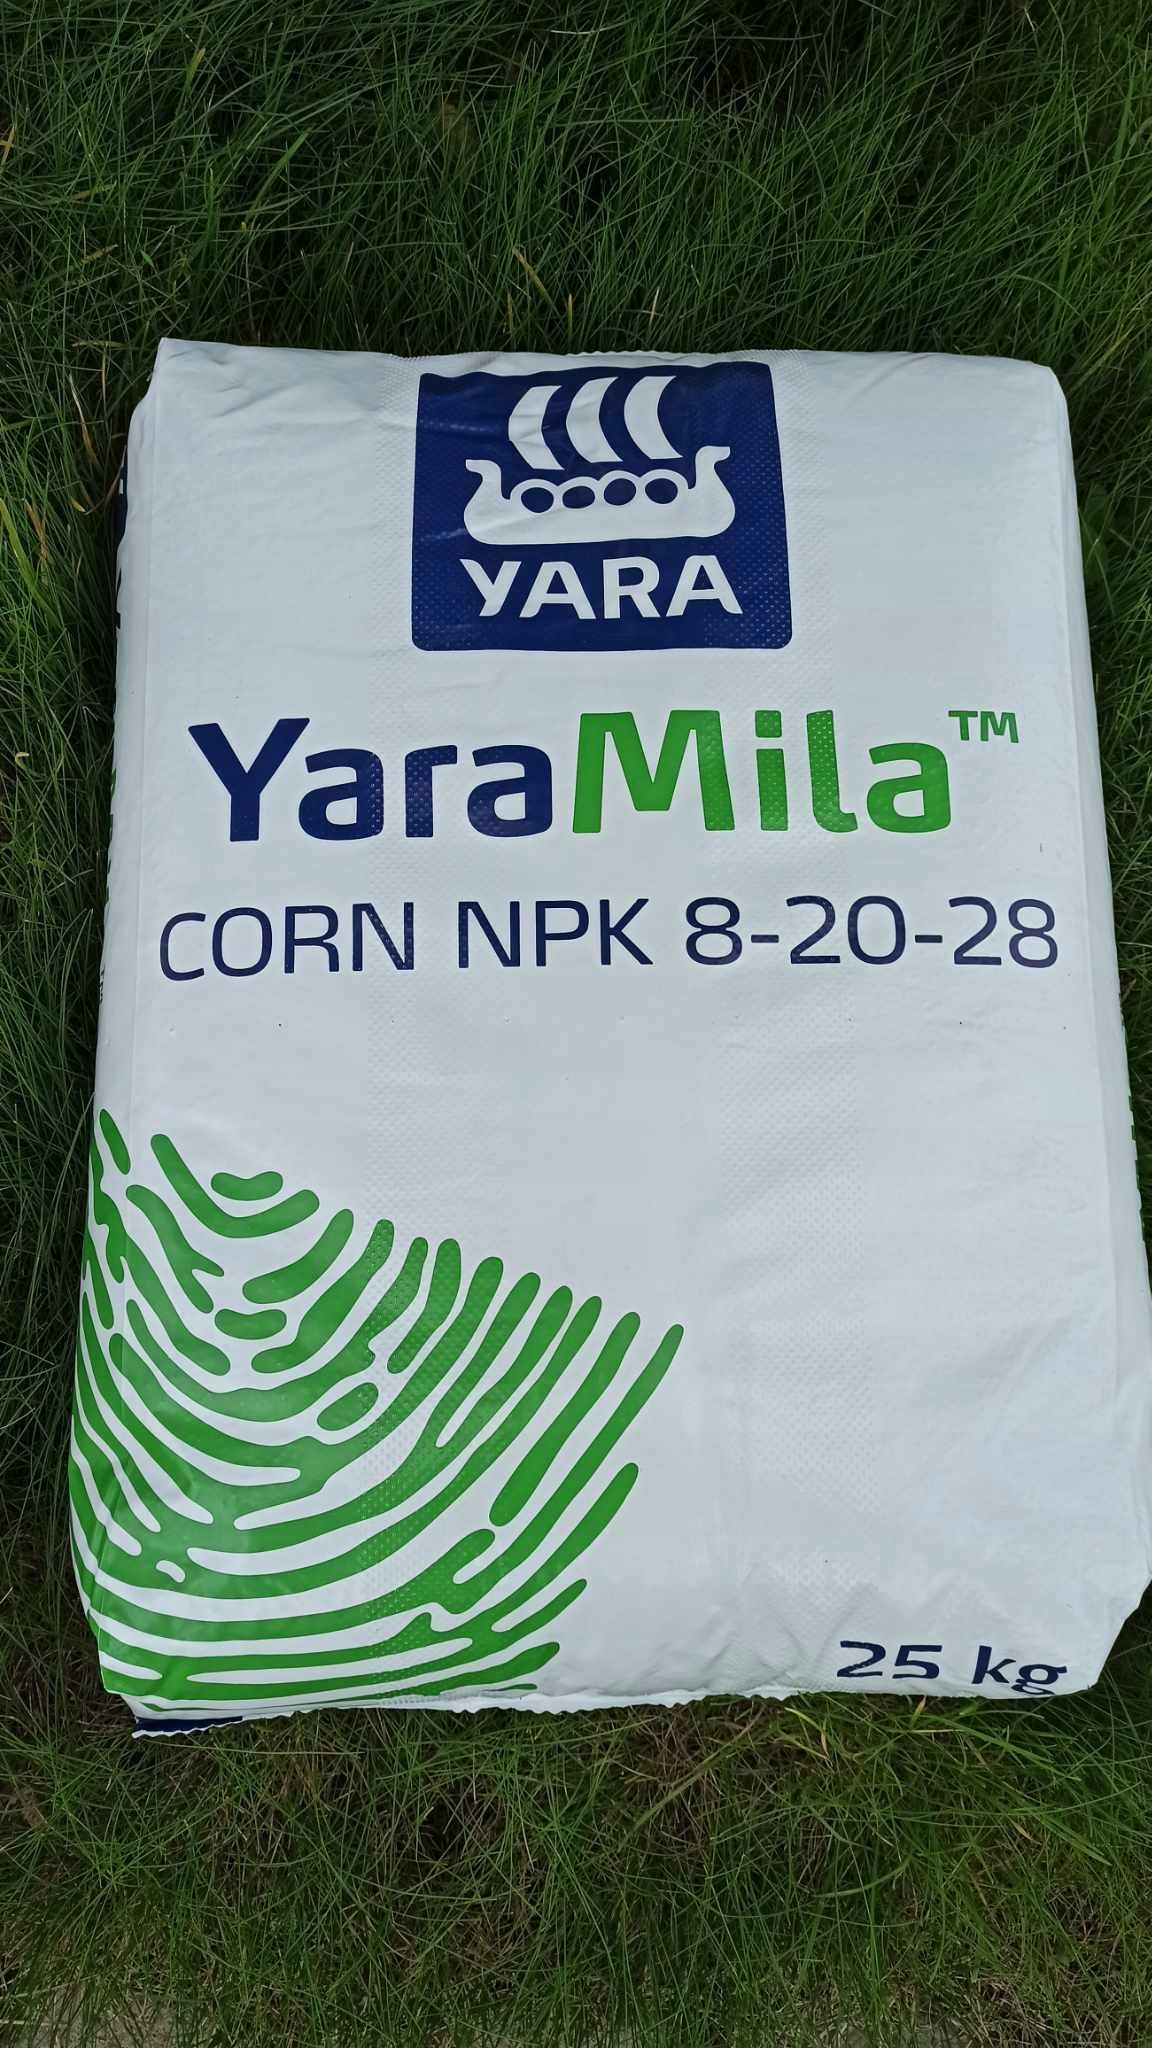 YARA
YaraMila™
CORN NPK 8-20-28
25 kg